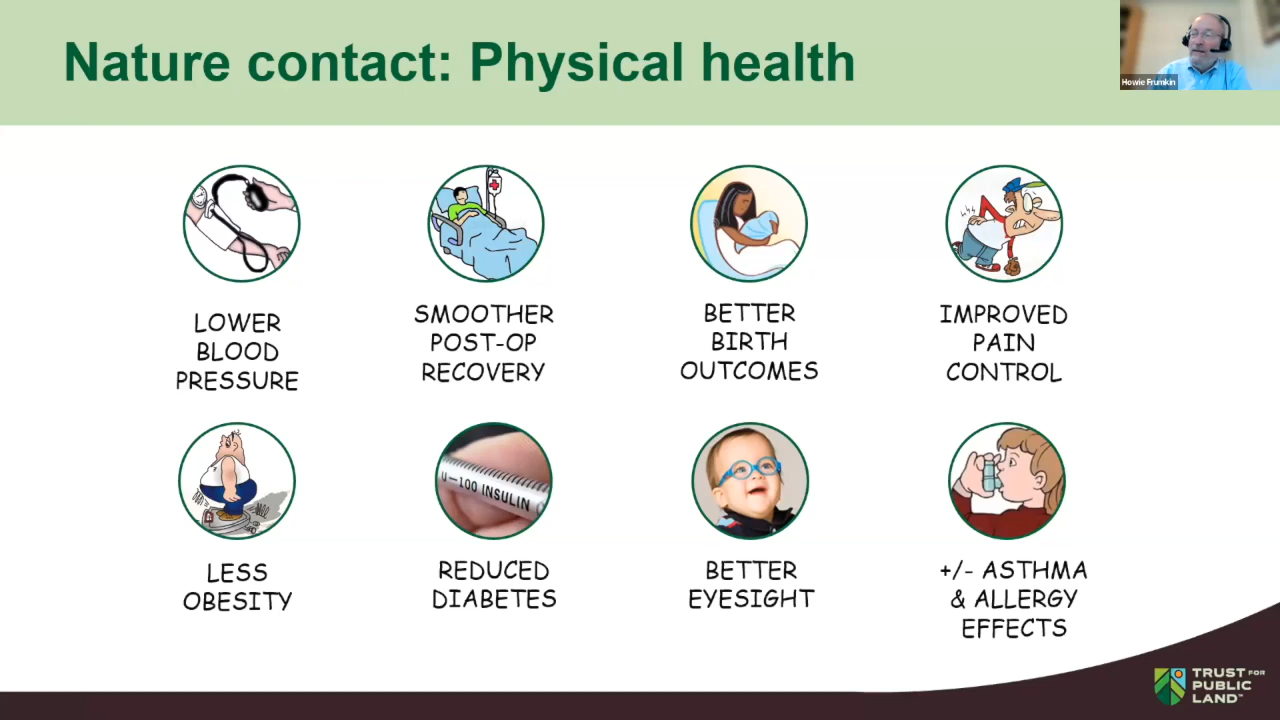 Nature contact: Physical health
Howie Frumkin
LOWER
BLOOD
PRESSURE
SMOOTHER
POST-OP
RECOVERY
BETTER
BIRTH
OUTCOMES
IMPROVED
PAIN
CONTROL
U-100 INSULIN
LESS
OBESITY
REDUCED
DIABETES
BETTER
EYESIGHT
+/- ASTHMA
& ALLERGY
EFFECTS
TRUST FOR
PUBLIC
LAND™